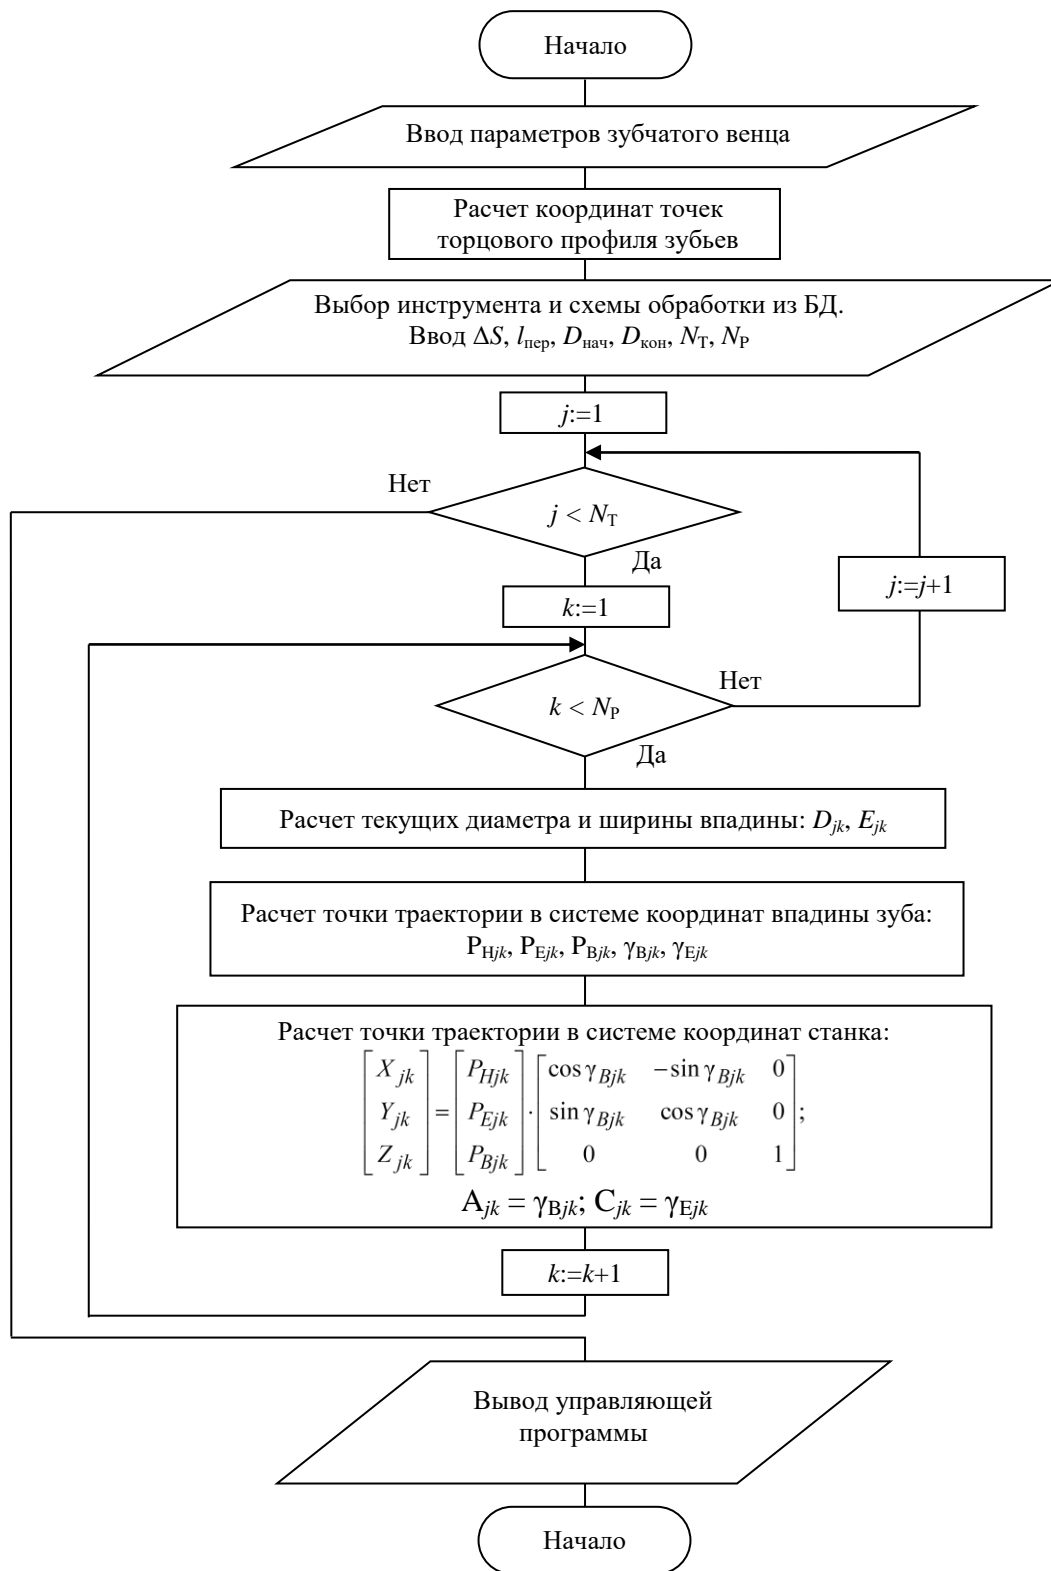 Начало
Ввод параметров зубчатого венца
Расчет координат точек
торцового профиля зубьев
Выбор инструмента и схемы обработки из БД.
Ввод ΔS, lпер, Dнач, Dкон, NТ, NР
j:=1
Нет
j < NТ
Да
j:=j+1
k:=1
Нет
k < NР
Да
Расчет текущих диаметра и ширины впадины: Djk, Ejk
Расчет точки траектории в системе координат впадины зуба:
PHjk, PEjk, PBjk, γBjk, γEjk
Расчет точки траектории в системе координат станка:
[X jk] = [PHjk] · [cos γBjk −sin γBjk 0]
[Y jk] = [PEjk] · [sin γBjk cos γBjk 0];
[Z jk] = [PBjk] · [0 0 1]
Ajk = γBjk; Cjk = γEjk
k:=k+1
Вывод управляющей
программы
Начало